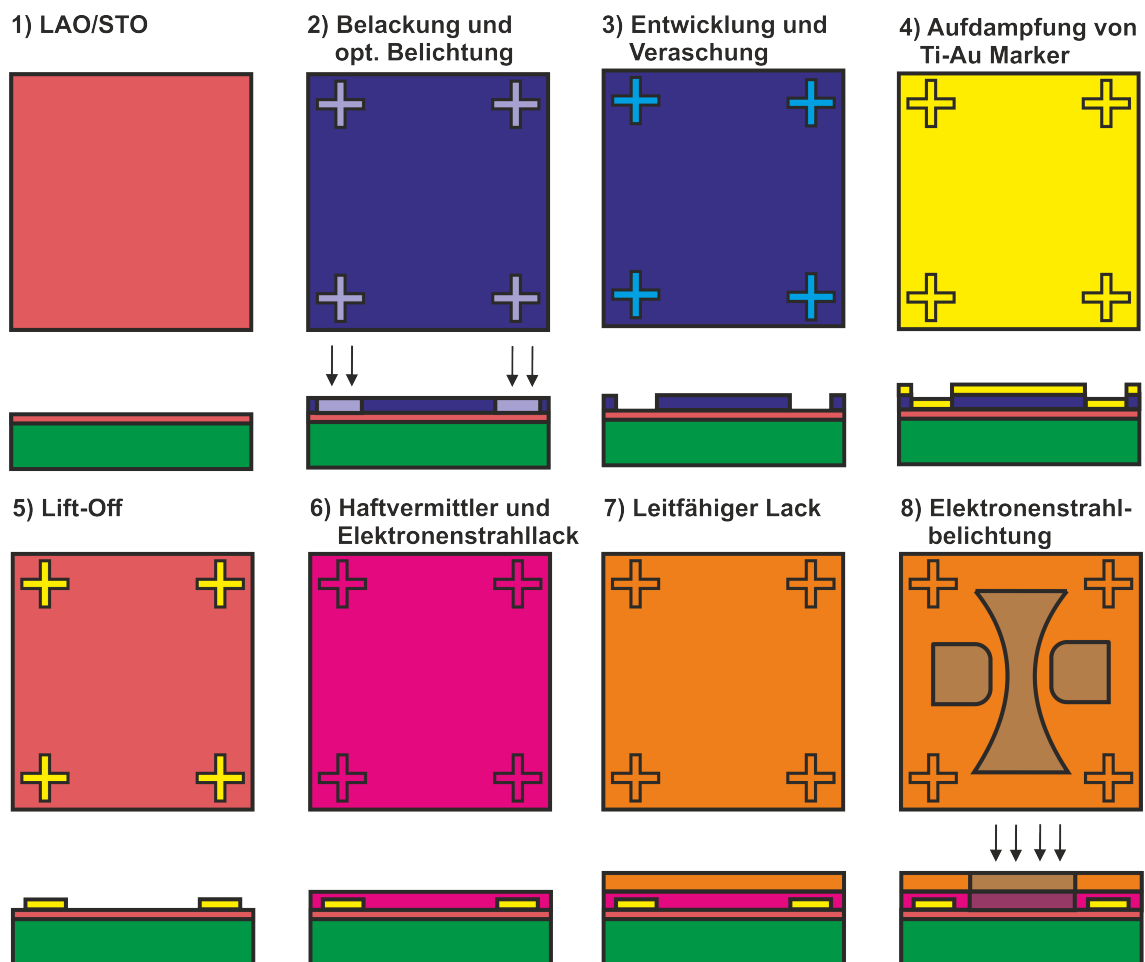 1) LAO/STO
2) Belackung und
opt. Belichtung
3) Entwicklung und
Veraschung
4) Aufdampfung von
Ti-Au Marker
5) Lift-Off
6) Haftvermittler und
Elektronenstrahllack
7) Leitfähiger Lack
8) Elektronenstrahl-
belichtung